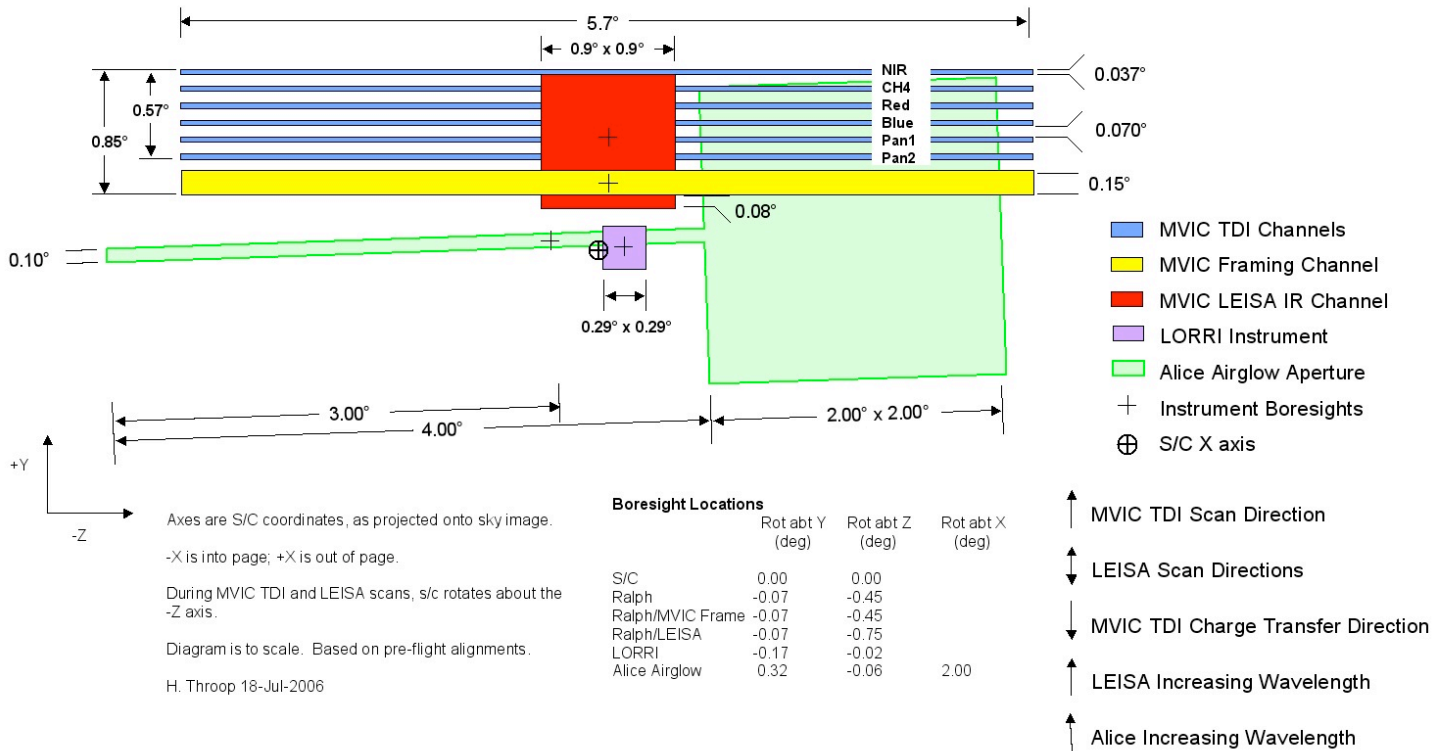 5.7°
0.9° x 0.9°
NIR
CH4
Red
Blue
Pan1
Pan2
0.037°
0.57°
0.85°
0.070°
0.15°
0.08°
0.10°
0.29° x 0.29°
MVIC TDI Channels
MVIC Framing Channel
MVIC LEISA IR Channel
LORRI Instrument
Alice Airglow Aperture
Instrument Boresights
S/C X axis
3.00°
4.00°
2.00° x 2.00°
+Y
-Z
Axes are S/C coordinates, as projected onto sky image.
-X is into page; +X is out of page.
During MVIC TDI and LEISA scans, s/c rotates about the
-Z axis.
Diagram is to scale. Based on pre-flight alignments.
H. Throop 18-Jul-2006
Boresight Locations
Rot abt Y Rot abt Z Rot abt X
(deg) (deg) (deg)
S/C 0.00 0.00
Ralph -0.07 -0.45
Ralph/MVIC Frame -0.07 -0.45
Ralph/LEISA -0.07 -0.75
LORRI -0.17 -0.02
Alice Airglow 0.32 -0.06 2.00
MVIC TDI Scan Direction
LEISA Scan Directions
MVIC TDI Charge Transfer Direction
LEISA Increasing Wavelength
Alice Increasing Wavelength